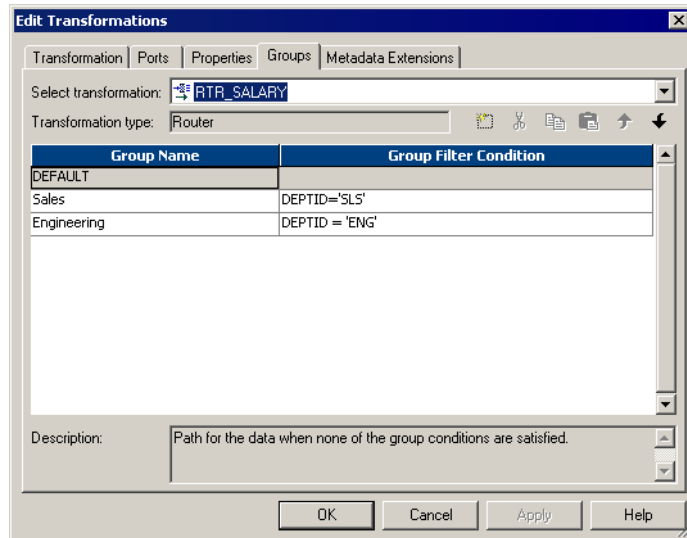 Edit Transformations
Transformation Ports Properties Groups Metadata Extensions
Select transformation: RTR_SALARY
Transformation type: Router
Group Name Group Filter Condition
DEFAULT
Sales DEPTID='SLS'
Engineering DEPTID = 'ENG'
Description: Path for the data when none of the group conditions are satisfied.
OK Cancel Apply Help